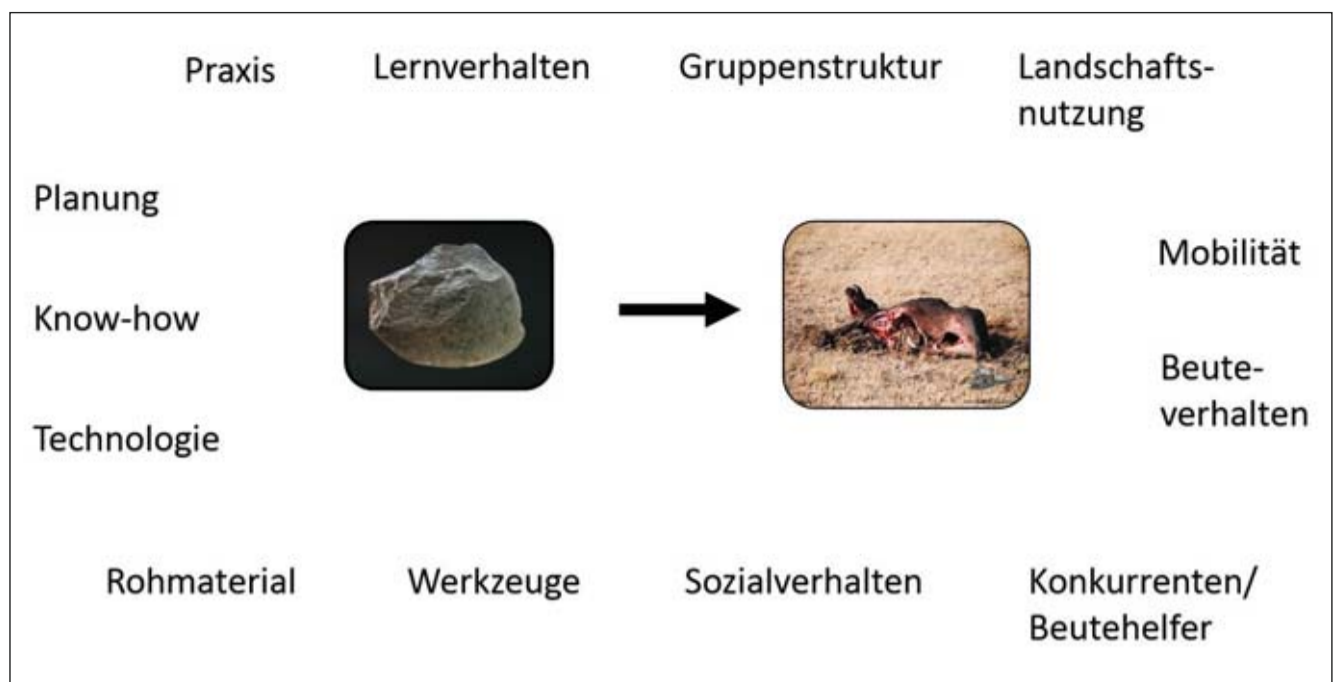 Praxis
Lernverhalten
Gruppenstruktur
Landschafts-
nutzung
Planung
Mobilität
Know-how
Beute-
verhalten
Technologie
Rohmaterial
Werkzeuge
Sozialverhalten
Konkurrenten/
Beutehelfer